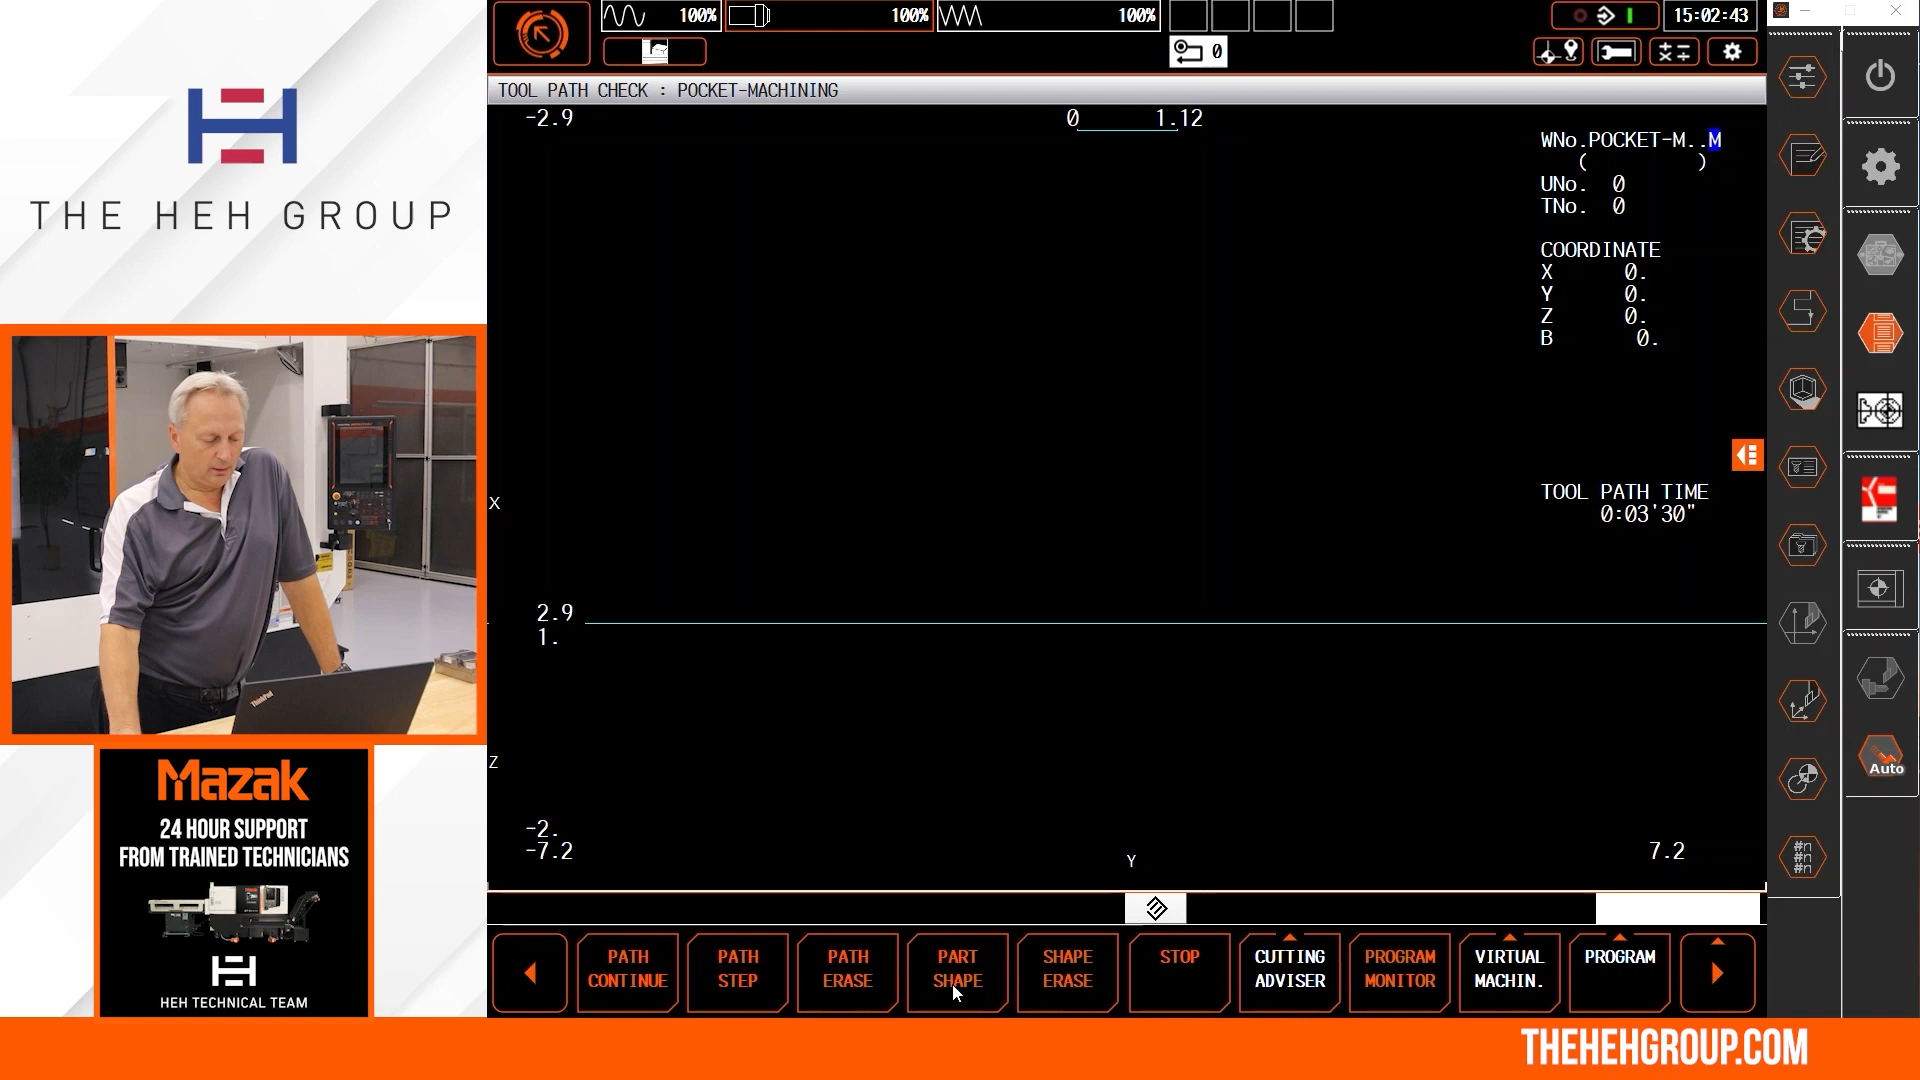 THE HEH GROUP
ThinkPad
Mazak
24 HOUR SUPPORT
FROM TRAINED TECHNICIANS
HEH TECHNICAL TEAM
100%
100%
100%
15:02:43
0
TOOL PATH CHECK : POCKET-MACHINING
-2.9
0
1.12
WNo.POCKET-M..M
( )
UNo. 0
TNo. 0
COORDINATE
X 0.
Y 0.
Z 0.
B 0.
TOOL PATH TIME
0:03'30"
X
2.9
1.
Z
-2.
-7.2
Y
7.2
PATH
CONTINUE
PATH
STEP
PATH
ERASE
PART
SHAPE
SHAPE
ERASE
STOP
CUTTING
ADVISER
PROGRAM
MONITOR
VIRTUAL
MACHIN.
PROGRAM
#n
#n
#n
Auto
THEHEHGROUP.COM